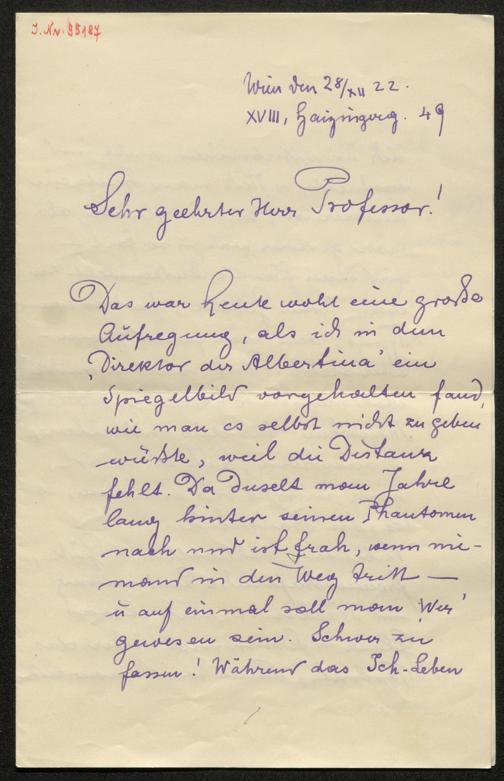 J. Nr. 95187
Wien den 28/XII 22.
XVIII, Haizingerg. 49
Sehr geehrter Herr Professor!
Das war heute wohl eine große
Aufregung, als ich in dem
'Direktor der Albertina' ein
Spiegelbild vorgehalten fand,
wie man es selbst nicht zu geben
wüßte, weil die Distanz
fehlt. Da duselt man Jahre
lang hinter seinen Phantomen
nach und ist froh, wenn nie-
mand in den Weg tritt —
u auf einmal soll man 'Wer'
gewesen sein. Schwer zu
fassen! Während das Ich-Leben